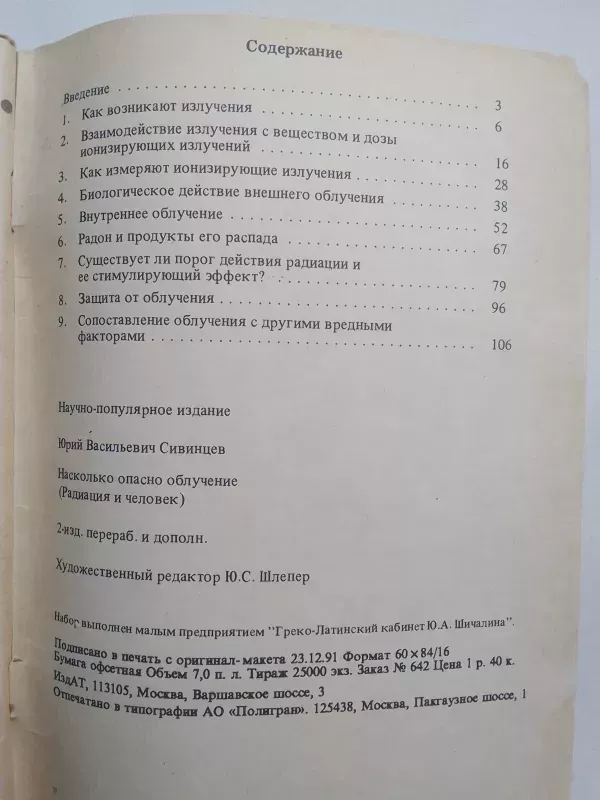 Содержание
Введение . . . . . . . . . . . . . . . . . . . . . . . . . . . . . . 3
1. Как возникают излучения . . . . . . . . . . . . . . . . . . . . 6
2. Взаимодействие излучения с веществом и дозы
ионизирующих излучений . . . . . . . . . . . . . . . . . . . . 16
3. Как измеряют ионизирующие излучения . . . . . . . . . . 28
4. Биологическое действие внешнего облучения . . . . . . . 38
5. Внутреннее облучение . . . . . . . . . . . . . . . . . . . . . . 52
6. Радон и продукты его распада . . . . . . . . . . . . . . . . . 67
7. Существует ли порог действия радиации и
ее стимулирующий эффект? . . . . . . . . . . . . . . . . . . 79
8. Защита от облучения . . . . . . . . . . . . . . . . . . . . . . . 96
9. Сопоставление облучения с другими вредными
факторами . . . . . . . . . . . . . . . . . . . . . . . . . . . . . 106
Научно-популярное издание
Юрий Васильевич Сивинцев
Насколько опасно облучение
(Радиация и человек)
2-изд. перераб. и дополн.
Художественный редактор Ю.С. Шлепер
Набор выполнен малым предприятием "Греко-Латинский кабинет Ю.А. Шичалина".
Подписано в печать с оригинал-макета 23.12.91 Формат 60×84/16
Бумага офсетная Объем 7,0 п. л. Тираж 25000 экз. Заказ № 642 Цена 1 р. 40 к.
ИздАТ, 113105, Москва, Варшавское шоссе, 3
Отпечатано в типографии АО «Полигран». 125438, Москва, Пакгаузное шоссе, 1